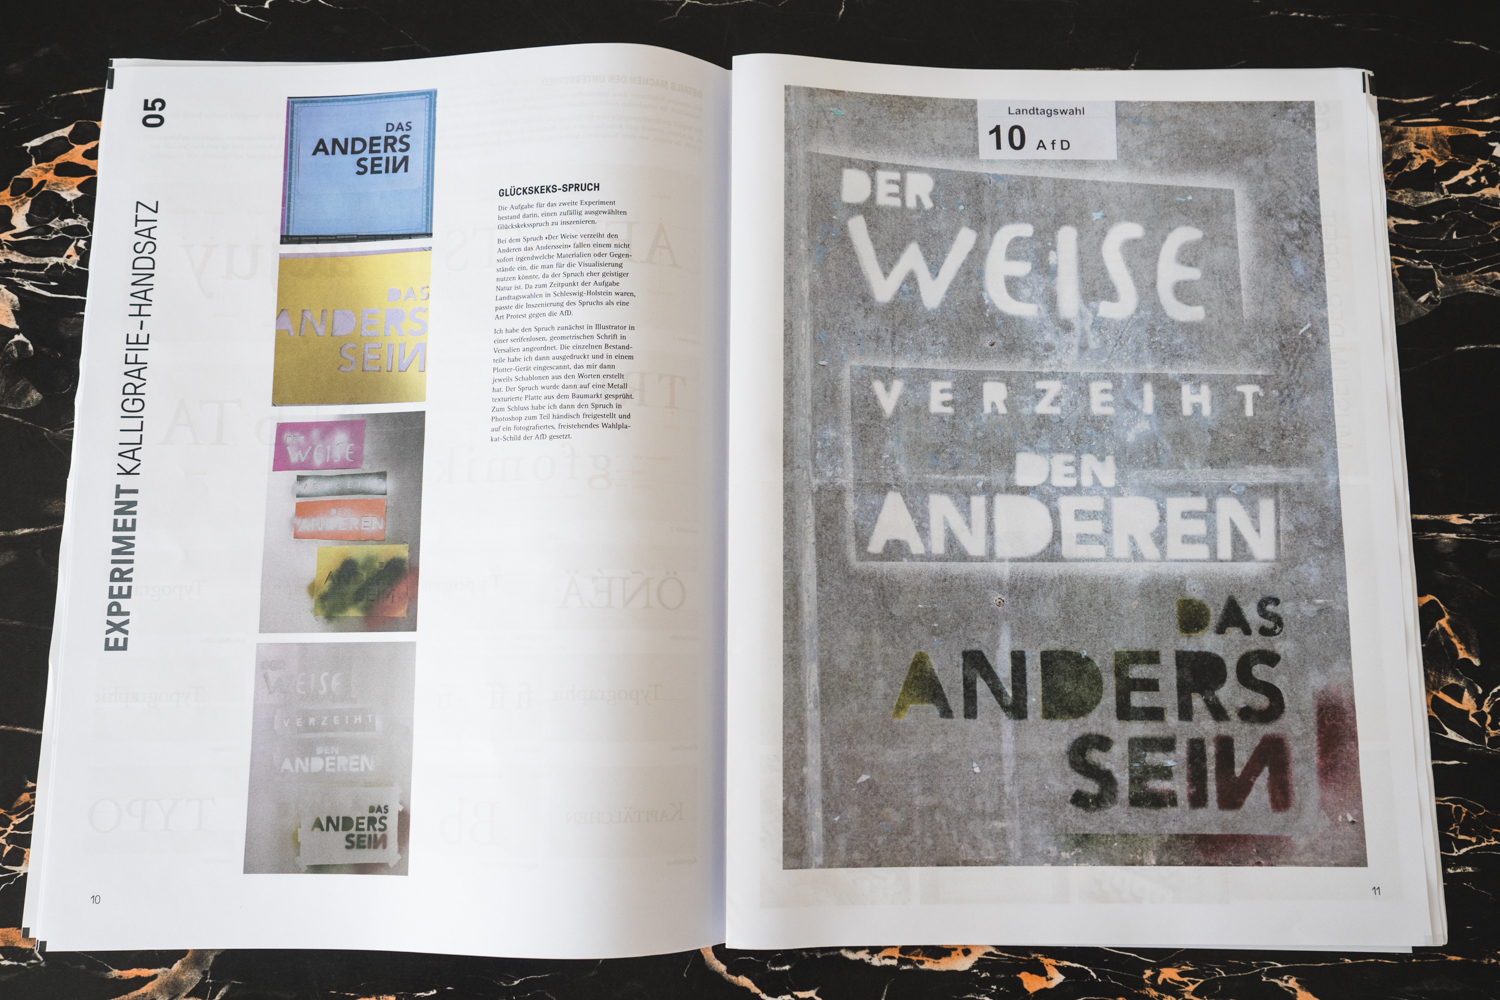 05
EXPERIMENT KALLIGRAFIE-HANDSATZ
DAS
ANDERS
SEIN
DAS
ANDERS
SEIN
WEISE
DEN
ANDEREN
WEISE
VERZEIHT
DEN
ANDEREN
DAS
ANDERS
SEIN
GLÜCKSKEKS-SPRUCH
Die Aufgabe für das zweite Experiment
bestand darin, einen zufällig ausgewählten
Glückskeksspruch zu inszenieren.
Bei dem Spruch »Der Weise verzeiht den
Anderen das Anderssein« fallen einem nicht
sofort irgendwelche Materialien oder Gegen-
stände ein, die man für die Visualisierung
nutzen könnte, da der Spruch eher geistiger
Natur ist. Da zum Zeitpunkt der Aufgabe
Landtagswahlen in Schleswig-Holstein waren,
passte die Inszenierung des Spruchs als eine
Art Protest gegen die AfD.
Ich habe den Spruch zunächst in Illustrator in
einer serifenlosen, geometrischen Schrift in
Versalien angeordnet. Die einzelnen Bestand-
teile habe ich dann ausgedruckt und in einem
Plotter-Gerät eingescannt, das mir dann
jeweils Schablonen aus den Worten erstellt
hat. Der Spruch wurde dann auf eine Metall
texturierte Platte aus dem Baumarkt gesprüht.
Zum Schluss habe ich dann den Spruch in
Photoshop zum Teil händisch freigestellt und
auf ein fotografiertes, freistehendes Wahlpla-
kat-Schild der AfD gesetzt.
10
Landtagswahl
10 AfD
DER
WEISE
VERZEIHT
DEN
ANDEREN
DAS
ANDERS
SEIN
11